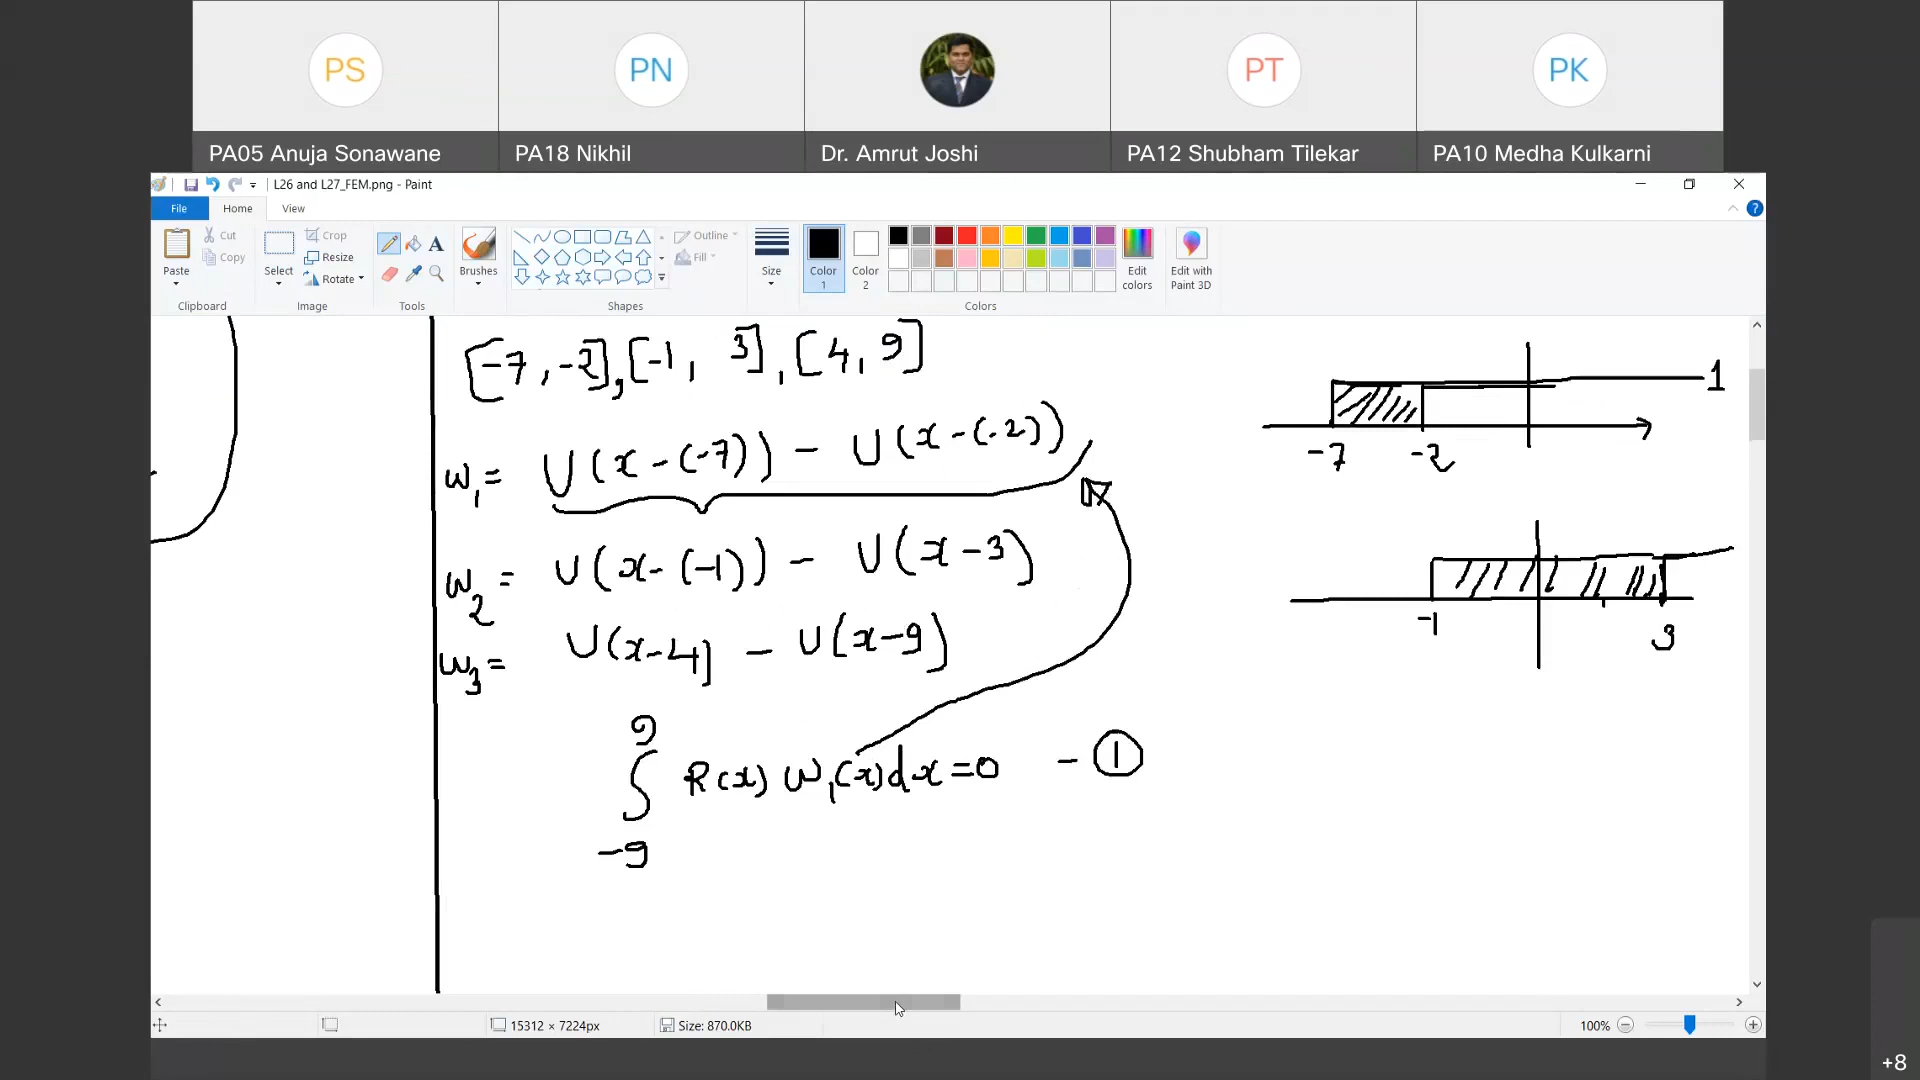 PS PN PT PK
PA05 Anuja Sonawane PA18 Nikhil Dr. Amrut Joshi PA12 Shubham Tilekar PA10 Medha Kulkarni
L26 and L27_FEM.png - Paint
File Home View
Paste Cut Copy Select Crop Resize Rotate A Brushes Outline Fill Size Color 1 Color 2 Edit colors Edit with Paint 3D
Clipboard Image Tools Shapes Colors
[-7, -2], [-1, 3], [4, 9]
w₁ = U(x-(-7)) - U(x-(-2))
w₂ = U(x-(-1)) - U(x-3)
w₃ = U(x-4] - U(x-9)
∫₋₉⁹ R(x) w₁(x)dx = 0 - ①
1
-7 -2
-1 3
15312 × 7224px Size: 870.0KB 100%
+8